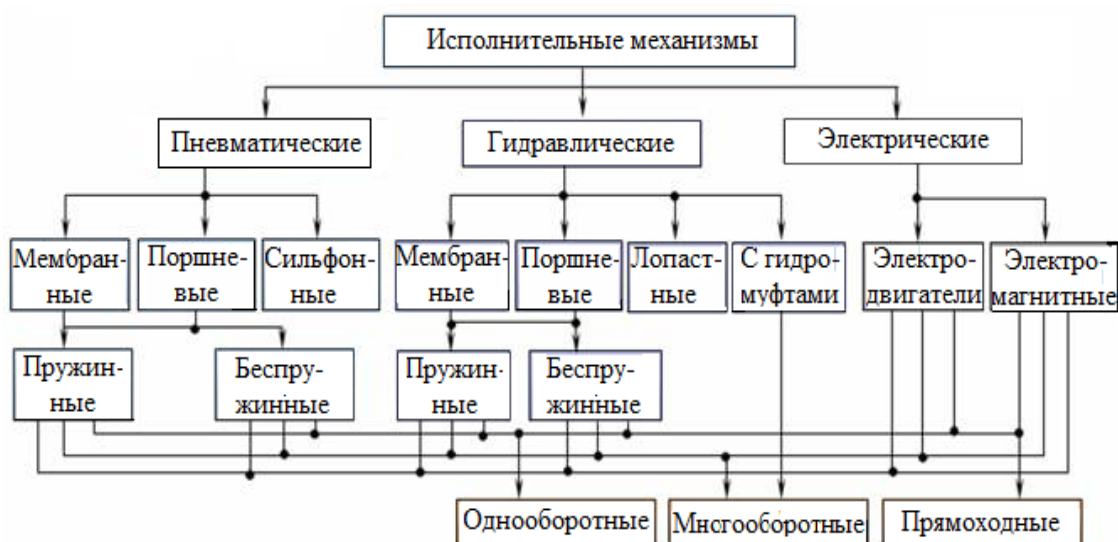 Исполнительные механизмы
Пневматические
Гидравлические
Электрические
Мембран-
ные
Поршне-
вые
Сильфон-
ные
Мембран-
ные
Поршне-
вые
Лопаст-
ные
С гидро-
муфтами
Электро-
двигатели
Электро-
магнитные
Пружин-
ные
Беспру-
жинные
Пружин-
ные
Беспру-
жинные
Однооборотные
Многооборотные
Прямоходные